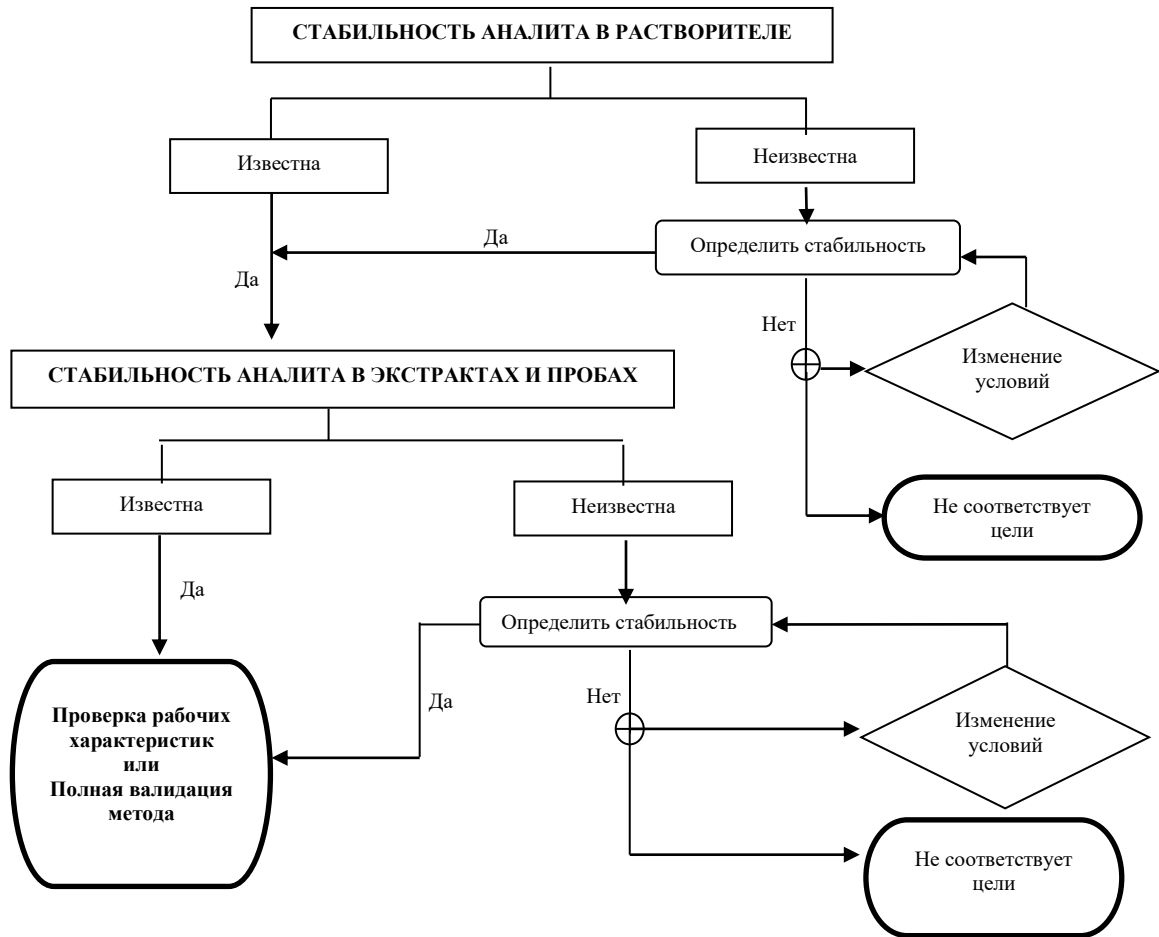 СТАБИЛЬНОСТЬ АНАЛИТА В РАСТВОРИТЕЛЕ
Известна
Неизвестна
Да
Определить стабильность
Да
Нет
Изменение
условий
СТАБИЛЬНОСТЬ АНАЛИТА В ЭКСТРАКТАХ И ПРОБАХ
Известна
Неизвестна
Не соответствует
цели
Да
Определить стабильность
Да
Нет
Изменение
условий
Проверка рабочих
характеристик
или
Полная валидация
метода
Не соответствует
цели